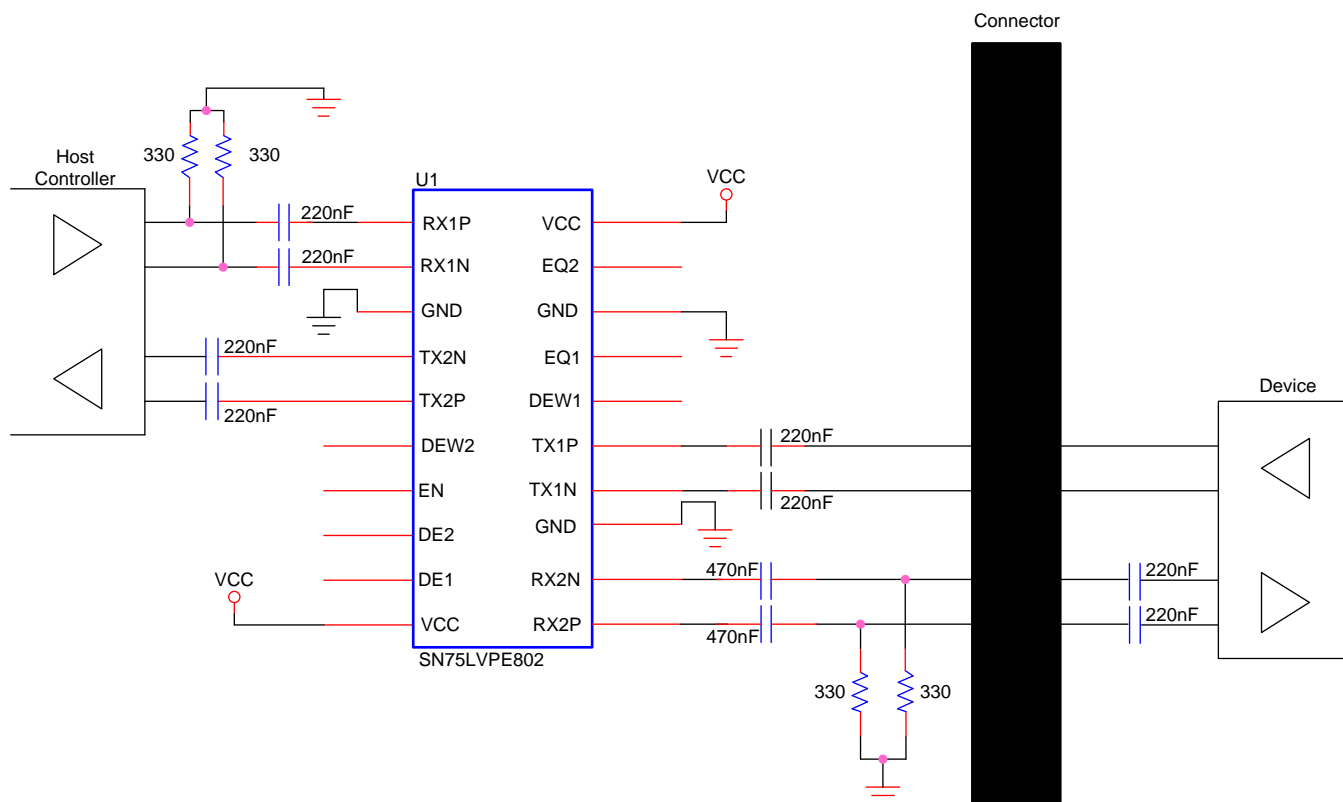 Connector
330
330
Host
Controller
U1
VCC
220nF
RX1P
VCC
220nF
RX1N
EQ2
GND
GND
220nF
TX2N
EQ1
Device
TX2P
DEW1
220nF
DEW2
TX1P
220nF
EN
TX1N
220nF
DE2
GND
VCC
DE1
RX2N
470nF
220nF
VCC
RX2P
470nF
220nF
SN75LVPE802
330
330